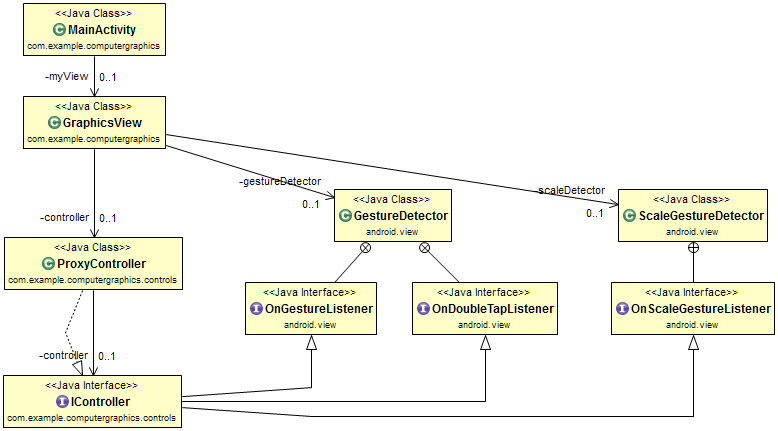 <<Java Class>>
MainActivity
com.example.computergraphics
-myView 0..1
<<Java Class>>
GraphicsView
com.example.computergraphics
-gestureDetector
0..1
-scaleDetector
0..1
-controller 0..1
<<Java Class>>
GestureDetector
android.view
<<Java Class>>
ScaleGestureDetector
android.view
<<Java Class>>
ProxyController
com.example.computergraphics.controls
<<Java Interface>>
OnGestureListener
android.view
<<Java Interface>>
OnDoubleTapListener
android.view
<<Java Interface>>
OnScaleGestureListener
android.view
-controller 0..1
<<Java Interface>>
IController
com.example.computergraphics.controls